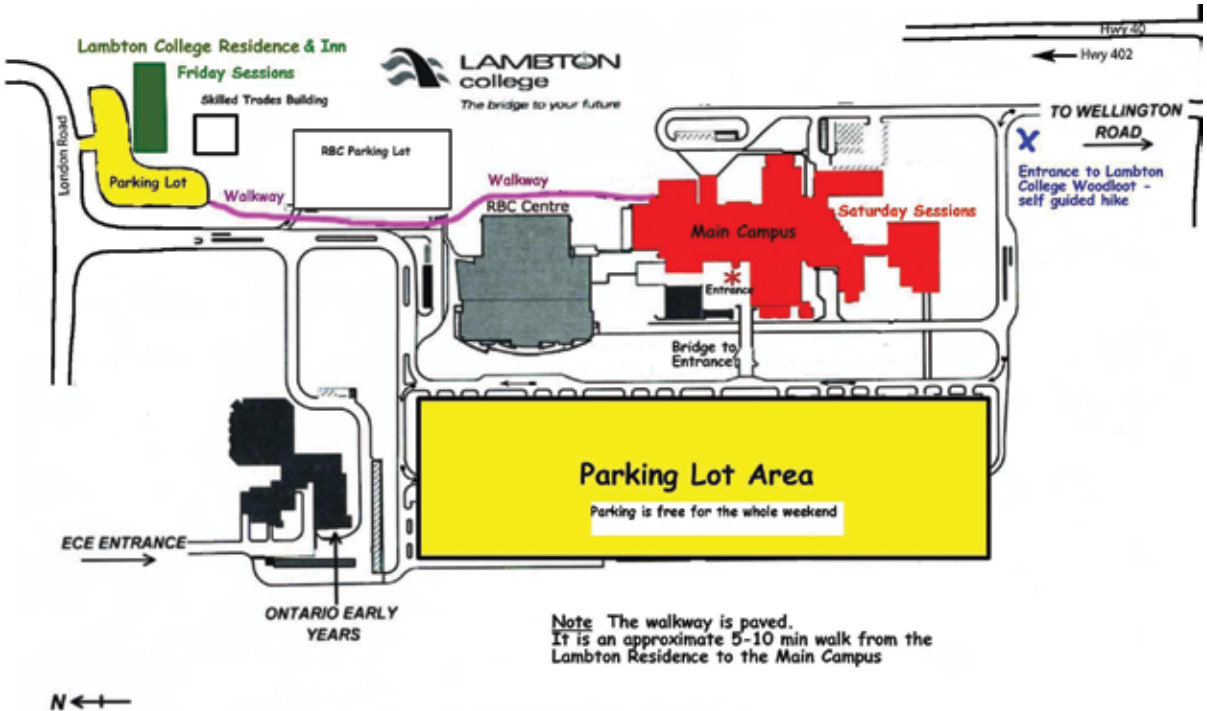 Hwy 40
Hwy 402
Lambton College Residence & Inn
Friday Sessions
Skilled Trades Building
LAMBTON
college
The bridge to your future
TO WELLINGTON
ROAD
London Road
RBC Parking Lot
Parking Lot
Walkway
Walkway
RBC Centre
Entrance to Lambton
College Woodloot -
self guided hike
Saturday Sessions
Main Campus
Entrance
Bridge to
Entrance
Parking Lot Area
Parking is free for the whole weekend
ECE ENTRANCE
ONTARIO EARLY
YEARS
Note The walkway is paved.
It is an approximate 5-10 min walk from the
Lambton Residence to the Main Campus
N